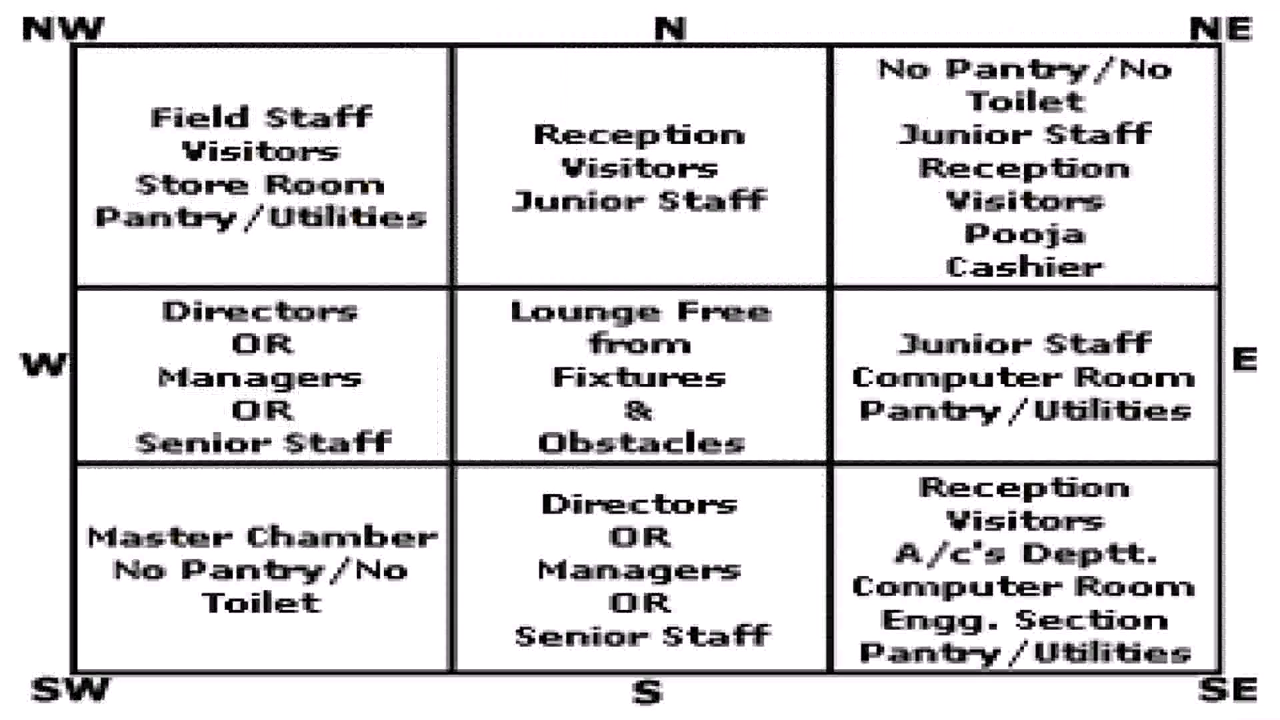 NW N NE
Field Staff
Visitors
Store Room
Pantry/Utilities
Reception
Visitors
Junior Staff
No Pantry/No
Toilet
Junior Staff
Reception
Visitors
Pooja
Cashier
W
Directors
OR
Managers
OR
Senior Staff
Lounge Free
from
Fixtures
&
Obstacles
Junior Staff
Computer Room
Pantry/Utilities
E
Master Chamber
No Pantry/No
Toilet
Directors
OR
Managers
OR
Senior Staff
Reception
Visitors
A/c's Deptt.
Computer Room
Engg. Section
Pantry/Utilities
SW S SE